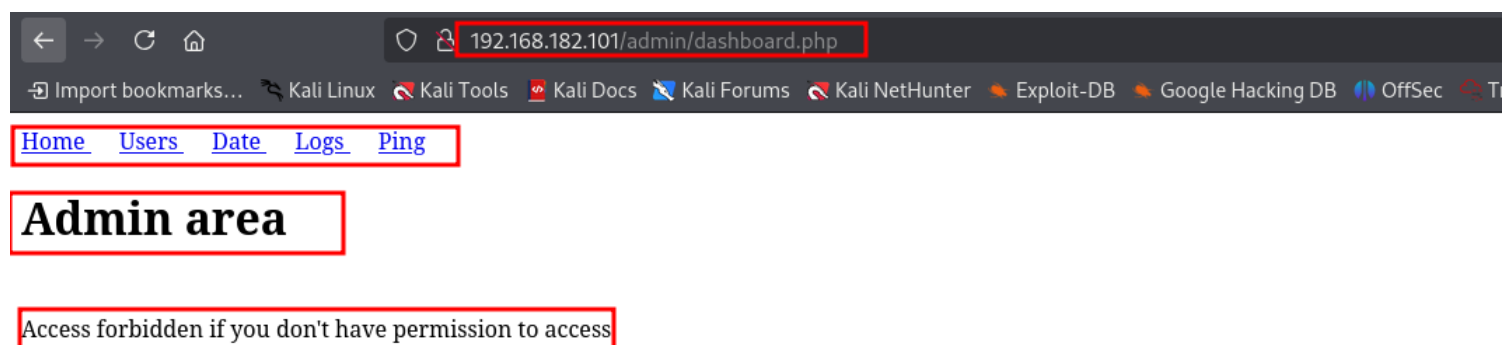 192.168.182.101/admin/dashboard.php
Import bookmarks... Kali Linux Kali Tools Kali Docs Kali Forums Kali NetHunter Exploit-DB Google Hacking DB OffSec
Home Users Date Logs Ping
Admin area
Access forbidden if you don't have permission to access